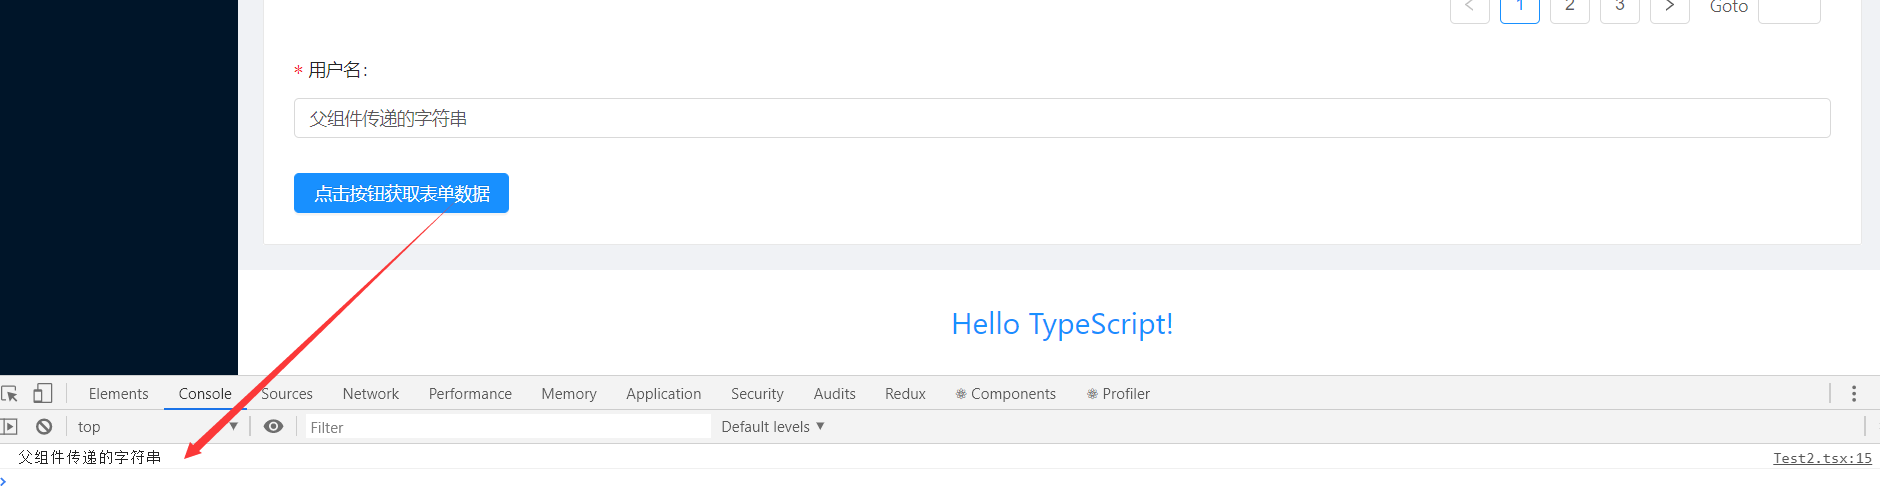 < 1 2 3 > Goto
* 用户名:
父组件传递的字符串
点击按钮获取表单数据
Hello TypeScript!
Elements Console Sources Network Performance Memory Application Security Audits Redux Components Profiler
top Filter Default levels
父组件传递的字符串 Test2.tsx:15